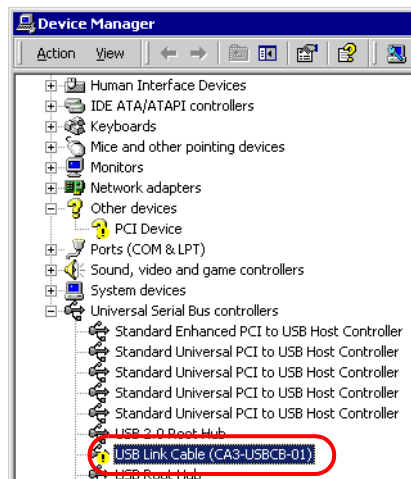 Device Manager
Action View
Human Interface Devices
IDE ATA/ATAPI controllers
Keyboards
Mice and other pointing devices
Monitors
Network adapters
Other devices
PCI Device
Ports (COM & LPT)
Sound, video and game controllers
System devices
Universal Serial Bus controllers
Standard Enhanced PCI to USB Host Controller
Standard Universal PCI to USB Host Controller
Standard Universal PCI to USB Host Controller
Standard Universal PCI to USB Host Controller
Standard Universal PCI to USB Host Controller
USB 2.0 Root Hub
USB Link Cable (CA3-USBCB-01)
USB Root Hub